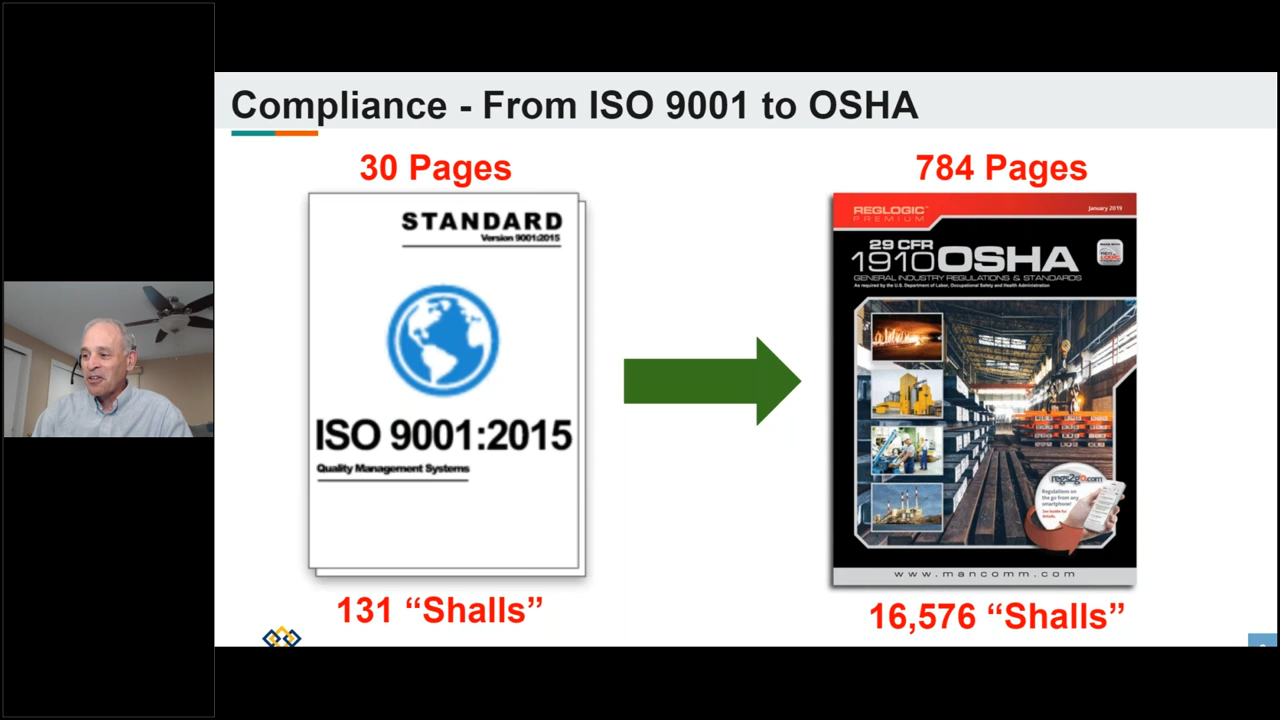 Compliance - From ISO 9001 to OSHA
30 Pages
STANDARD
Version 9001:2015
ISO 9001:2015
Quality Management Systems
131 “Shalls”
784 Pages
REGLOGIC™
PREMIUM
January 2019
29 CFR
1910 OSHA
GENERAL INDUSTRY REGULATIONS & STANDARDS
As required by the U.S. Department of Labor, Occupational Safety and Health Administration
regs2go.com
Regulations on
the go from any
smartphone!
www.mancomm.com
16,576 “Shalls”